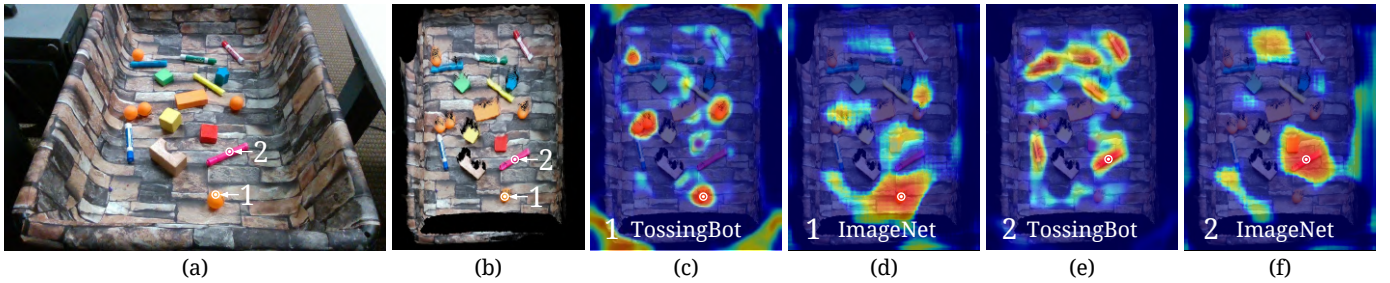 2
1
2
1
1 TossingBot
1 ImageNet
2 TossingBot
2 ImageNet
(a)
(b)
(c)
(d)
(e)
(f)